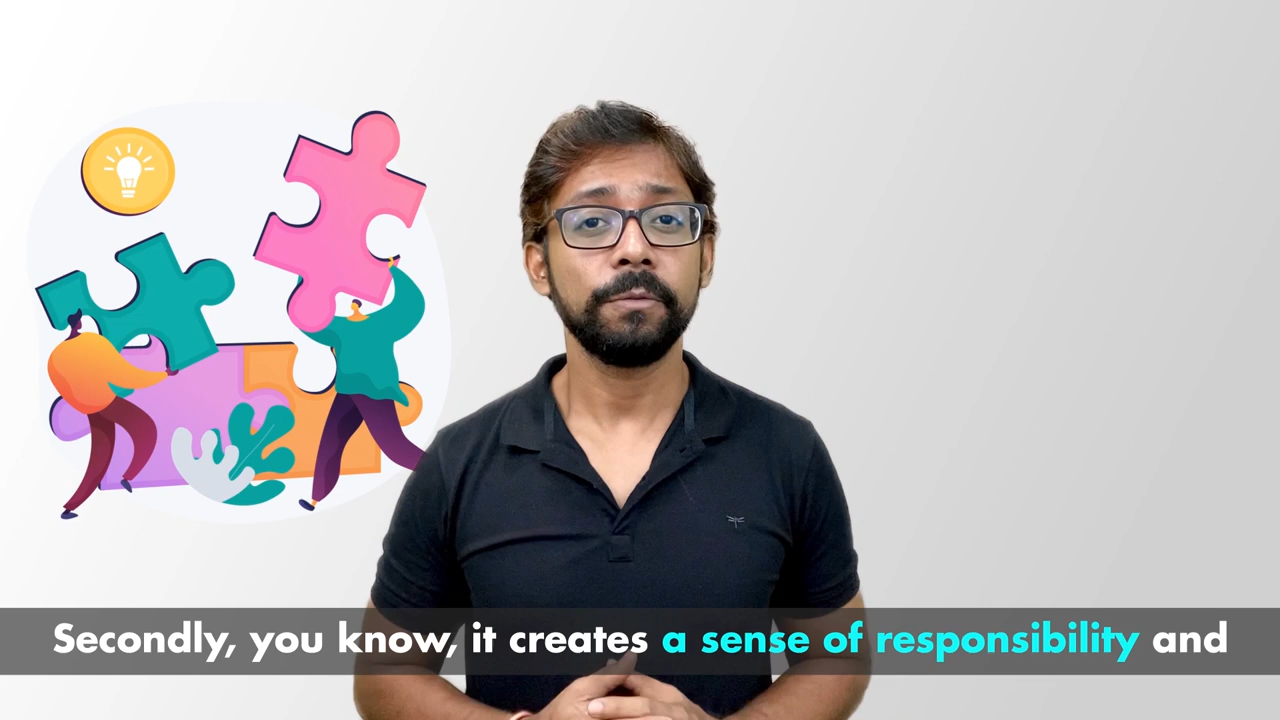 Secondly, you know, it creates a sense of responsibility and